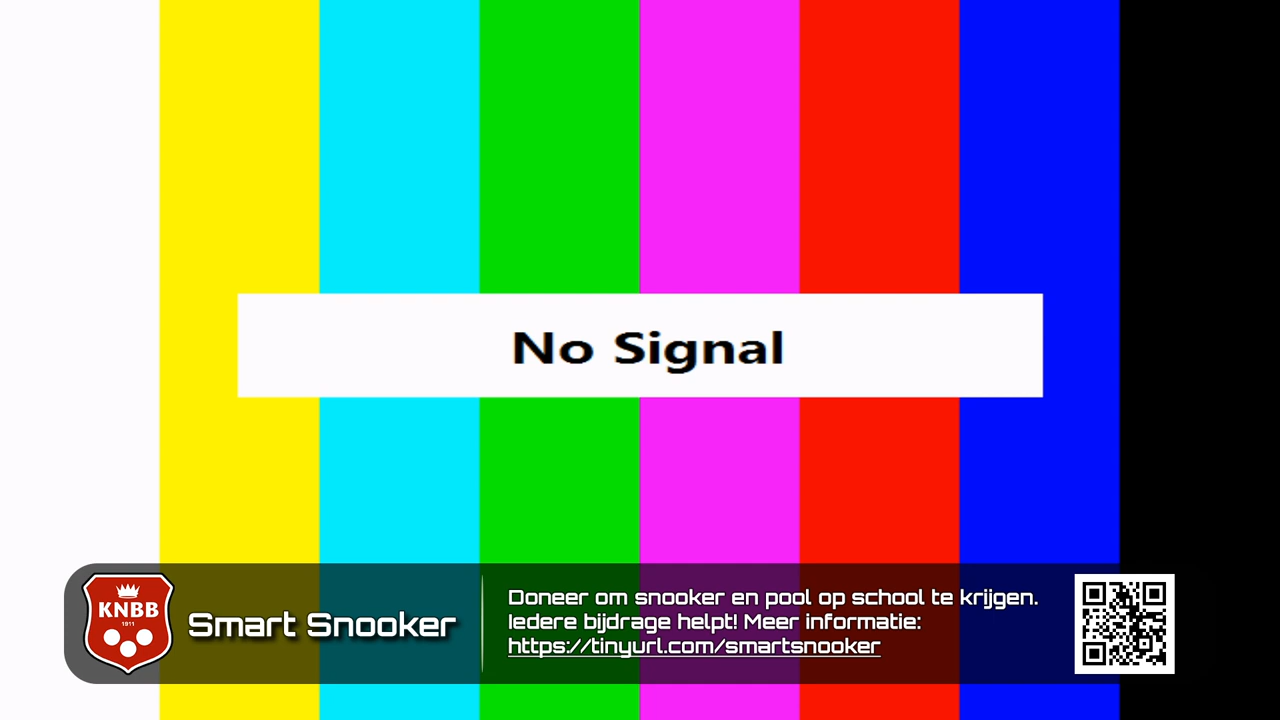 No Signal
KNBB
1911
Smart Snooker
Doneer om snooker en pool op school te krijgen.
Iedere bijdrage helpt! Meer informatie:
https://tinyurl.com/smartsnooker